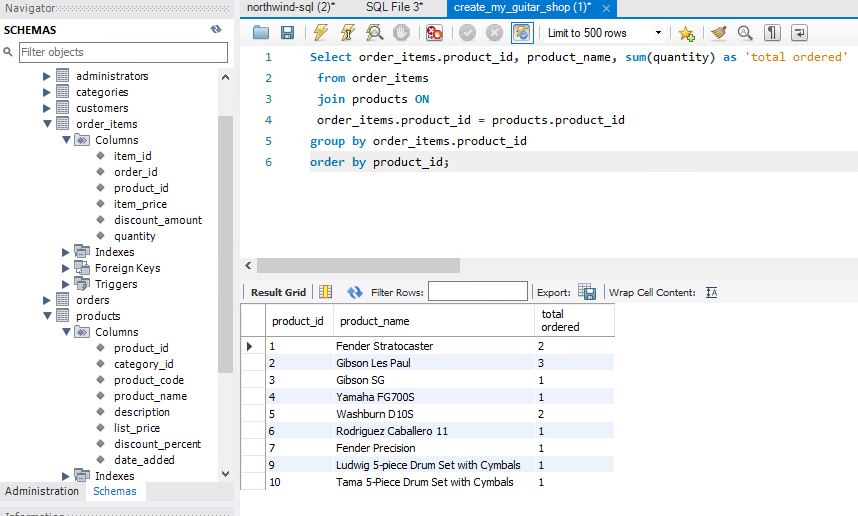 Navigator
SCHEMAS
Filter objects
administrators
categories
customers
order_items
Columns
item_id
order_id
product_id
item_price
discount_amount
quantity
Indexes
Foreign Keys
Triggers
orders
products
Columns
product_id
category_id
product_code
product_name
description
list_price
discount_percent
date_added
Indexes
Administration Schemas
northwind-sql (2)* SQL File 3* create_my_guitar_shop (1)* ×
Limit to 500 rows
1 Select order_items.product_id, product_name, sum(quantity) as 'total ordered'
2 from order_items
3 join products ON
4 order_items.product_id = products.product_id
5 group by order_items.product_id
6 order by product_id;
Result Grid Filter Rows: Export: Wrap Cell Content: IA
product_id product_name total ordered
1 Fender Stratocaster 2
2 Gibson Les Paul 3
3 Gibson SG 1
4 Yamaha FG700S 1
5 Washburn D10S 2
6 Rodriguez Caballero 11 1
7 Fender Precision 1
9 Ludwig 5-piece Drum Set with Cymbals 1
10 Tama 5-Piece Drum Set with Cymbals 1